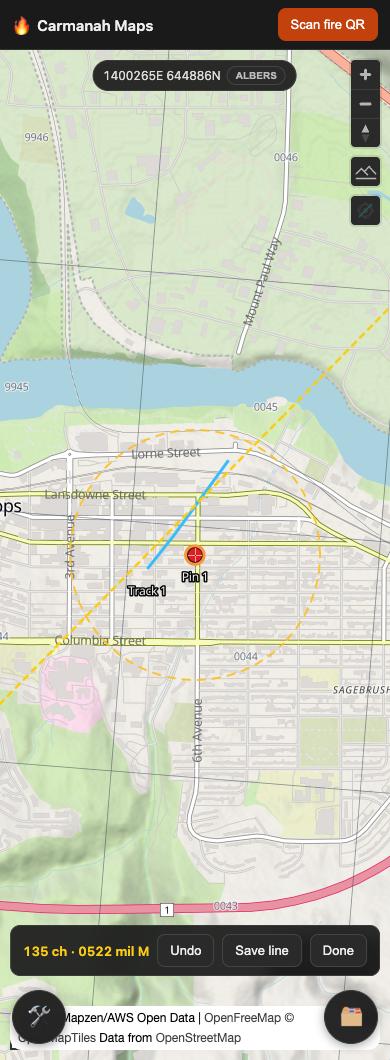 Carmanah Maps
Scan fire QR
1400265E 644886N ALBERS
9946
0046
Mount Paul Way
9945
0045
Lorne Street
Lansdowne Street
ops
3rd Avenue
Pin 1
Track 1
44
Columbia Street
0044
SAGEBRUSH
6th Avenue
1
0043
135 ch · 0522 mil M
Undo
Save line
Done
Mapzen/AWS Open Data | OpenFreeMap ©
OpenMapTiles Data from OpenStreetMap